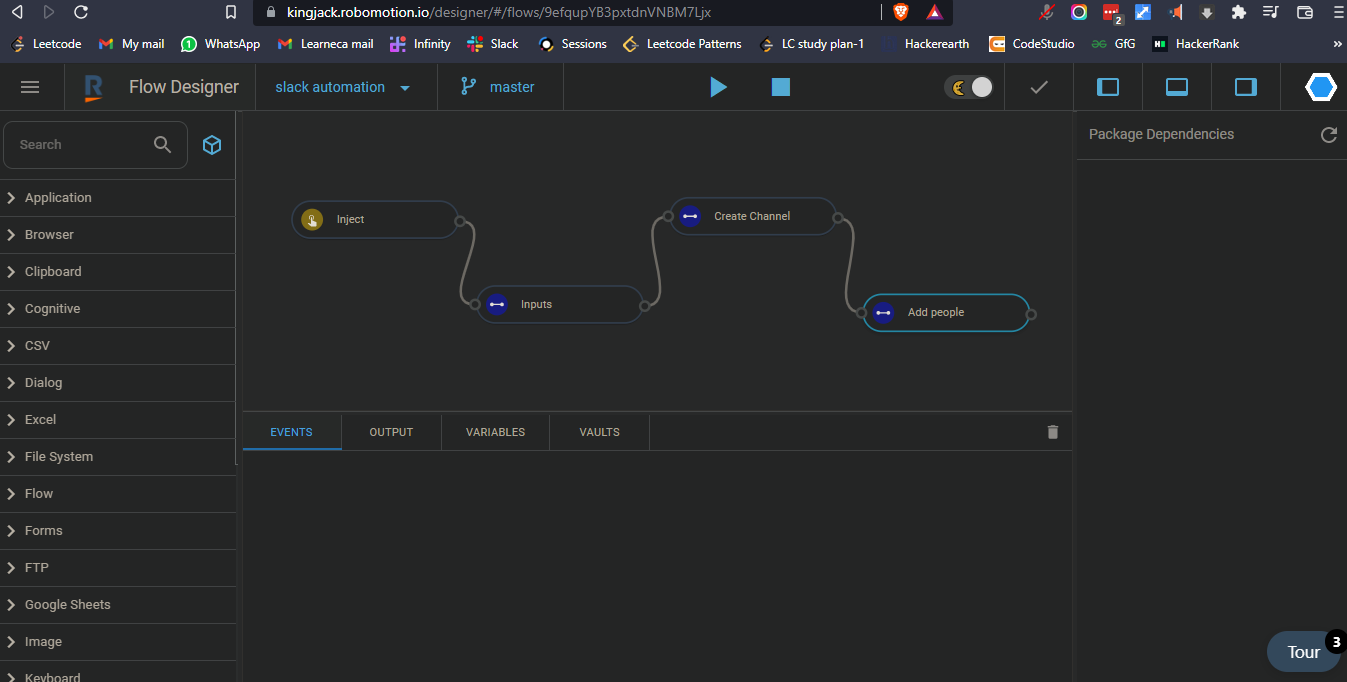 kingjack.robomotion.io/designer/#/flows/9efqupYB3pxtdnVNBM7Ljx
2
Leetcode My mail 1 WhatsApp Learneca mail Infinity Slack Sessions Leetcode Patterns LC study plan-1 Hackerearth CodeStudio GfG HackerRank »
Flow Designer slack automation master
Search
Package Dependencies
Application
Browser
Clipboard
Cognitive
CSV
Dialog
Excel
File System
Flow
Forms
FTP
Google Sheets
Image
Keyboard
Inject
Inputs
Create Channel
Add people
EVENTS OUTPUT VARIABLES VAULTS
Tour 3